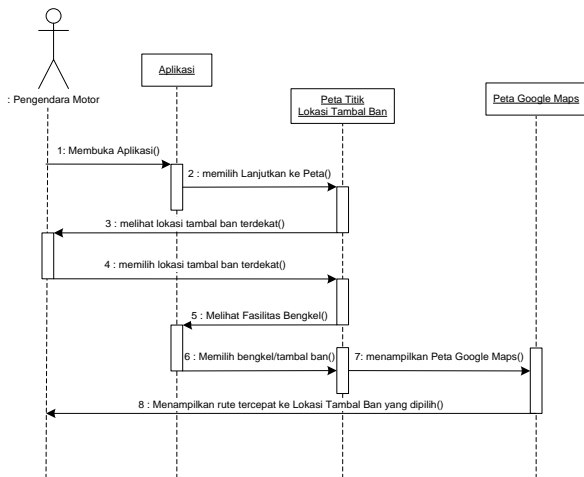 : Pengendara Motor
Aplikasi
Peta Titik
Lokasi Tambal Ban
Peta Google Maps
1: Membuka Aplikasi()
2 : memilih Lanjutkan ke Peta()
3 : melihat lokasi tambal ban terdekat()
4 : memilih lokasi tambal ban terdekat()
5 : Melihat Fasilitas Bengkel()
6 : Memilih bengkel/tambal ban()
7: menampilkan Peta Google Maps()
8 : Menampilkan rute tercepat ke Lokasi Tambal Ban yang dipilih()